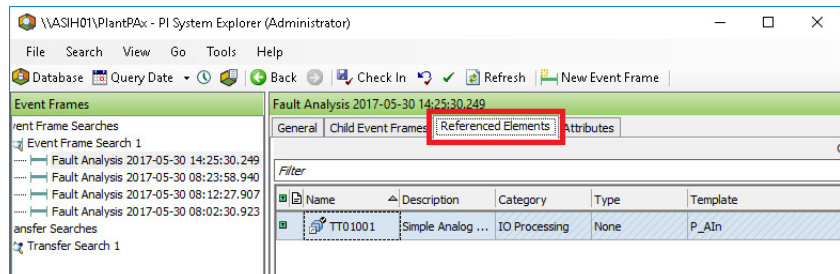 \\ASIH01\PlantPAx - PI System Explorer (Administrator)
File Search View Go Tools Help
Database Query Date Back Check In Refresh New Event Frame
Event Frames
Fault Analysis 2017-05-30 14:25:30.249
General Child Event Frames Referenced Elements Attributes
vent Frame Searches
Event Frame Search 1
Fault Analysis 2017-05-30 14:25:30.249
Fault Analysis 2017-05-30 08:23:58.940
Fault Analysis 2017-05-30 08:12:27.907
Fault Analysis 2017-05-30 08:02:30.923
ansfer Searches
Transfer Search 1
Filter
Name Description Category Type Template
TT01001 Simple Analog ... IO Processing None P_AIn